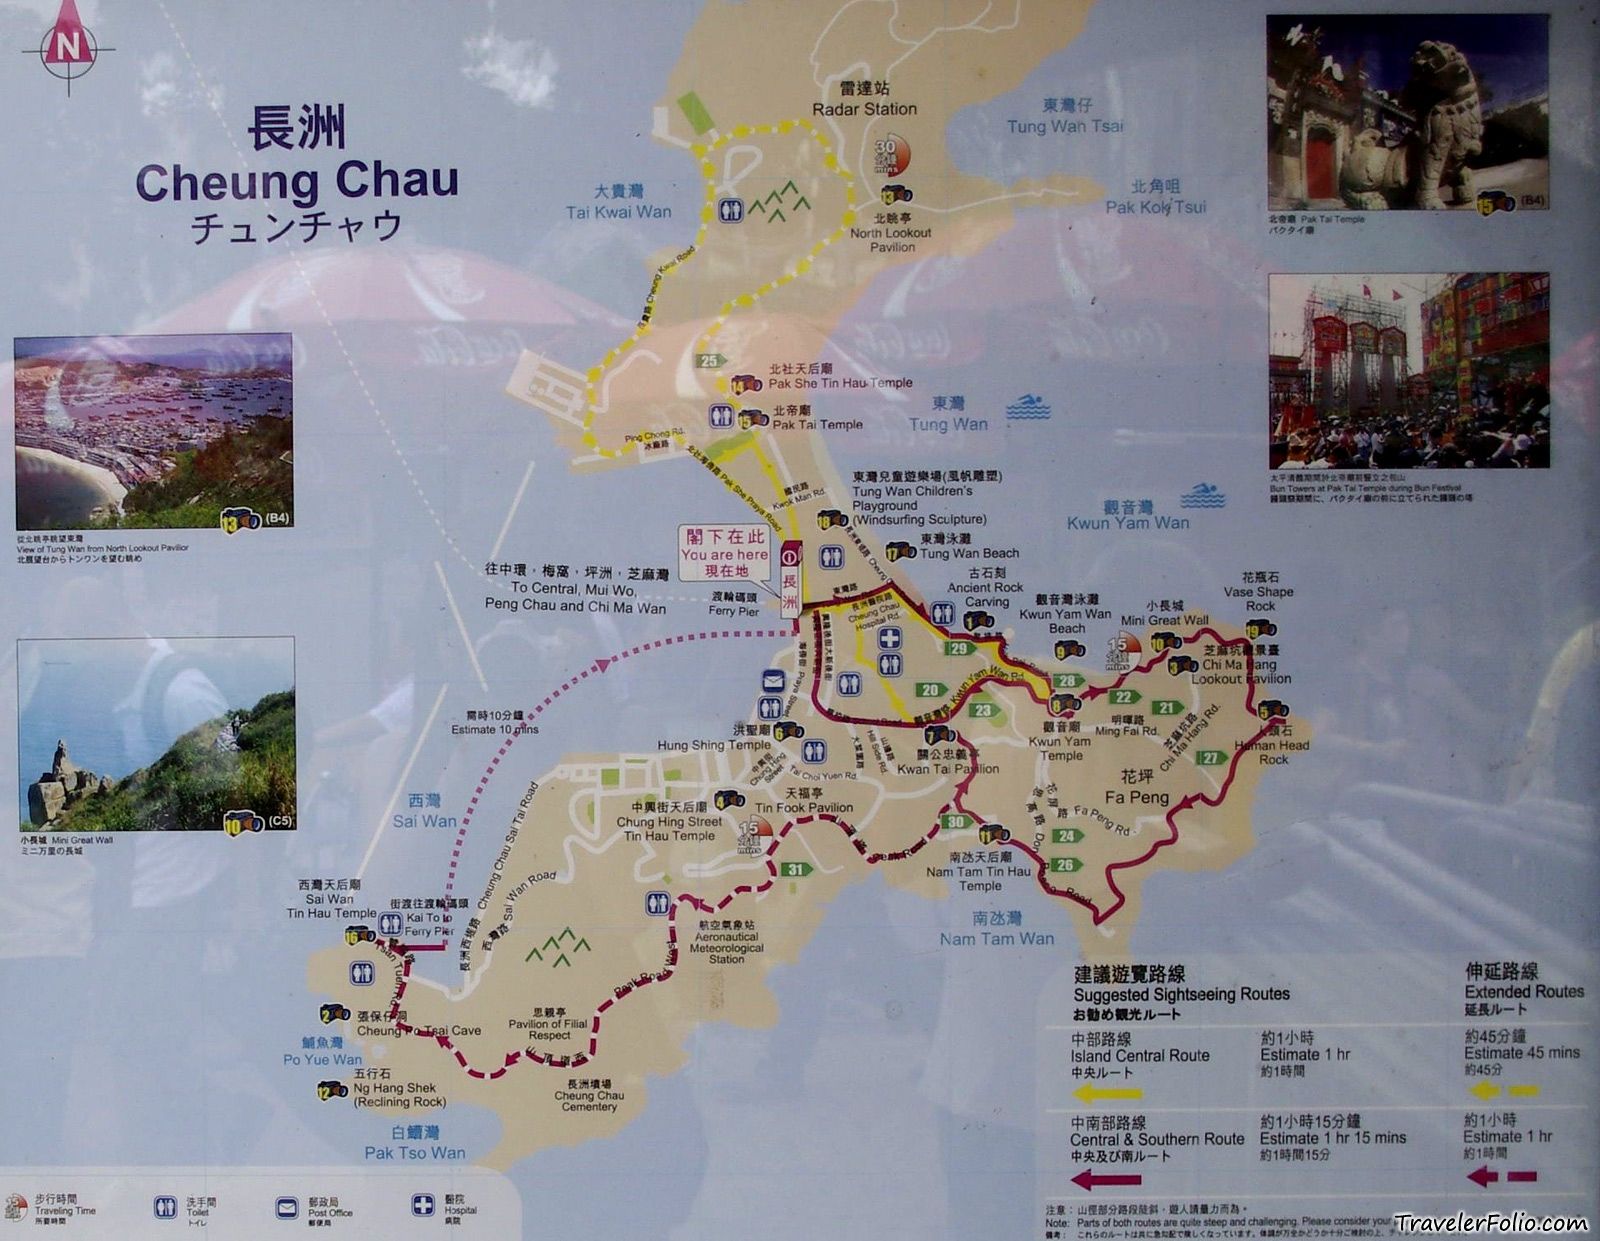 N
長洲
Cheung Chau
チュンチャウ
雷達站
Radar Station
30
分鐘
mins
13
北眺亭
North Lookout
Pavilion
東灣仔
Tung Wan Tsai
北角咀
Pak Kok Tsui
大貴灣
Tai Kwai Wan
Cheung Kwai Road
25
14
北社天后廟
Pak She Tin Hau Temple
15
北帝廟
Pak Tai Temple
Ping Chong Rd.
冰廠路
Pak She Praya Road
國民路
Kwok Man Rd.
東灣
Tung Wan
東灣兒童遊樂場(風帆雕塑)
Tung Wan Children's
Playground
(Windsurfing Sculpture)
18
觀音灣
Kwun Yam Wan
17
東灣泳灘
Tung Wan Beach
閣下在此
You are here
現在地
長
洲
往中環，梅窩，坪洲，芝麻灣
To Central, Mui Wo,
Peng Chau and Chi Ma Wan
渡輪碼頭
Ferry Pier
東灣路
長洲醫院路
Cheung Chau
Hospital Rd.
古石刻
Ancient Rock
Carving
1
觀音灣泳灘
Kwun Yam Wan
Beach
9
小長城
Mini Great Wall
10
花瓶石
Vase Shape
Rock
19
15
mins
3
芝麻坑觀景臺
Chi Ma Hang
Lookout Pavilion
29
28
20
23
22
21
27
Kwun Yam Wan Rd.
8
觀音廟
Kwun Yam
Temple
明暉路
Ming Fai Rd.
芝麻坑路
Chi Ma Hang Rd.
5
人頭石
Human Head
Rock
需時10分鐘
Estimate 10 mins
Praya Street
洪聖廟
Hung Shing Temple
6
7
關公忠義亭
Kwan Tai Pavilion
Hill Side Rd.
Chung Hing
Street
Tai Choi Yuen Rd.
花坪
Fa Peng
Fa Peng Rd.
西灣
Sai Wan
中興街天后廟
Chung Hing Street
Tin Hau Temple
4
天福亭
Tin Fook Pavilion
15
分鐘
mins
30
11
24
26
31
Peak Road
南氹天后廟
Nam Tam Tin Hau
Temple
南氹灣
Nam Tam Wan
長洲西堤路 Cheung Chau Sai Tai Road
西灣路 Sai Wan Road
西灣天后廟
Sai Wan
Tin Hau Temple
16
街渡往渡輪碼頭
Kai To to
Ferry Pier
Tsan Tuen Rd.
航空氣象站
Aeronautical
Meteorological
Station
Peak Road West
2
張保仔洞
Cheung Po Tsai Cave
思親亭
Pavilion of Filial
Respect
山頂道西
鮪魚灣
Po Yue Wan
12
五行石
Ng Hang Shek
(Reclining Rock)
長洲墳場
Cheung Chau
Cementery
白鰽灣
Pak Tso Wan
15 (B4)
北帝廟 Pak Tai Temple
パクタイ廟
太平清醮期間於北帝廟前豎立之包山
Bun Towers at Pak Tai Temple during Bun Festival
饅頭祭期間に、パクタイ廟の前に立てられた饅頭の塔
13 (B4)
從北眺亭眺望東灣
View of Tung Wan from North Lookout Pavilior
北展望台からトンワンを望む眺め
10 (C5)
小長城 Mini Great Wall
ミニ万里の長城
建議遊覽路線
Suggested Sightseeing Routes
お勧め観光ルート
伸延路線
Extended Routes
延長ルート
中部路線
Island Central Route
中央ルート
約1小時
Estimate 1 hr
約1時間
約45分鐘
Estimate 45 mins
約45分
中南部路線
Central & Southern Route
中央及び南ルート
約1小時15分鐘
Estimate 1 hr 15 mins
約1時間15分
約1小時
Estimate 1 hr
約1時間
注意：山徑部分路段陡斜，遊人請量力而為。
Note: Parts of both routes are quite steep and challenging. Please consider your
備考：これらのルートは共に急勾配で険しくなっています。
步行時間
Traveling Time
所要時間
洗手間
Toilet
トイレ
郵政局
Post Office
郵便局
醫院
Hospital
病院
TravelerFolio.com